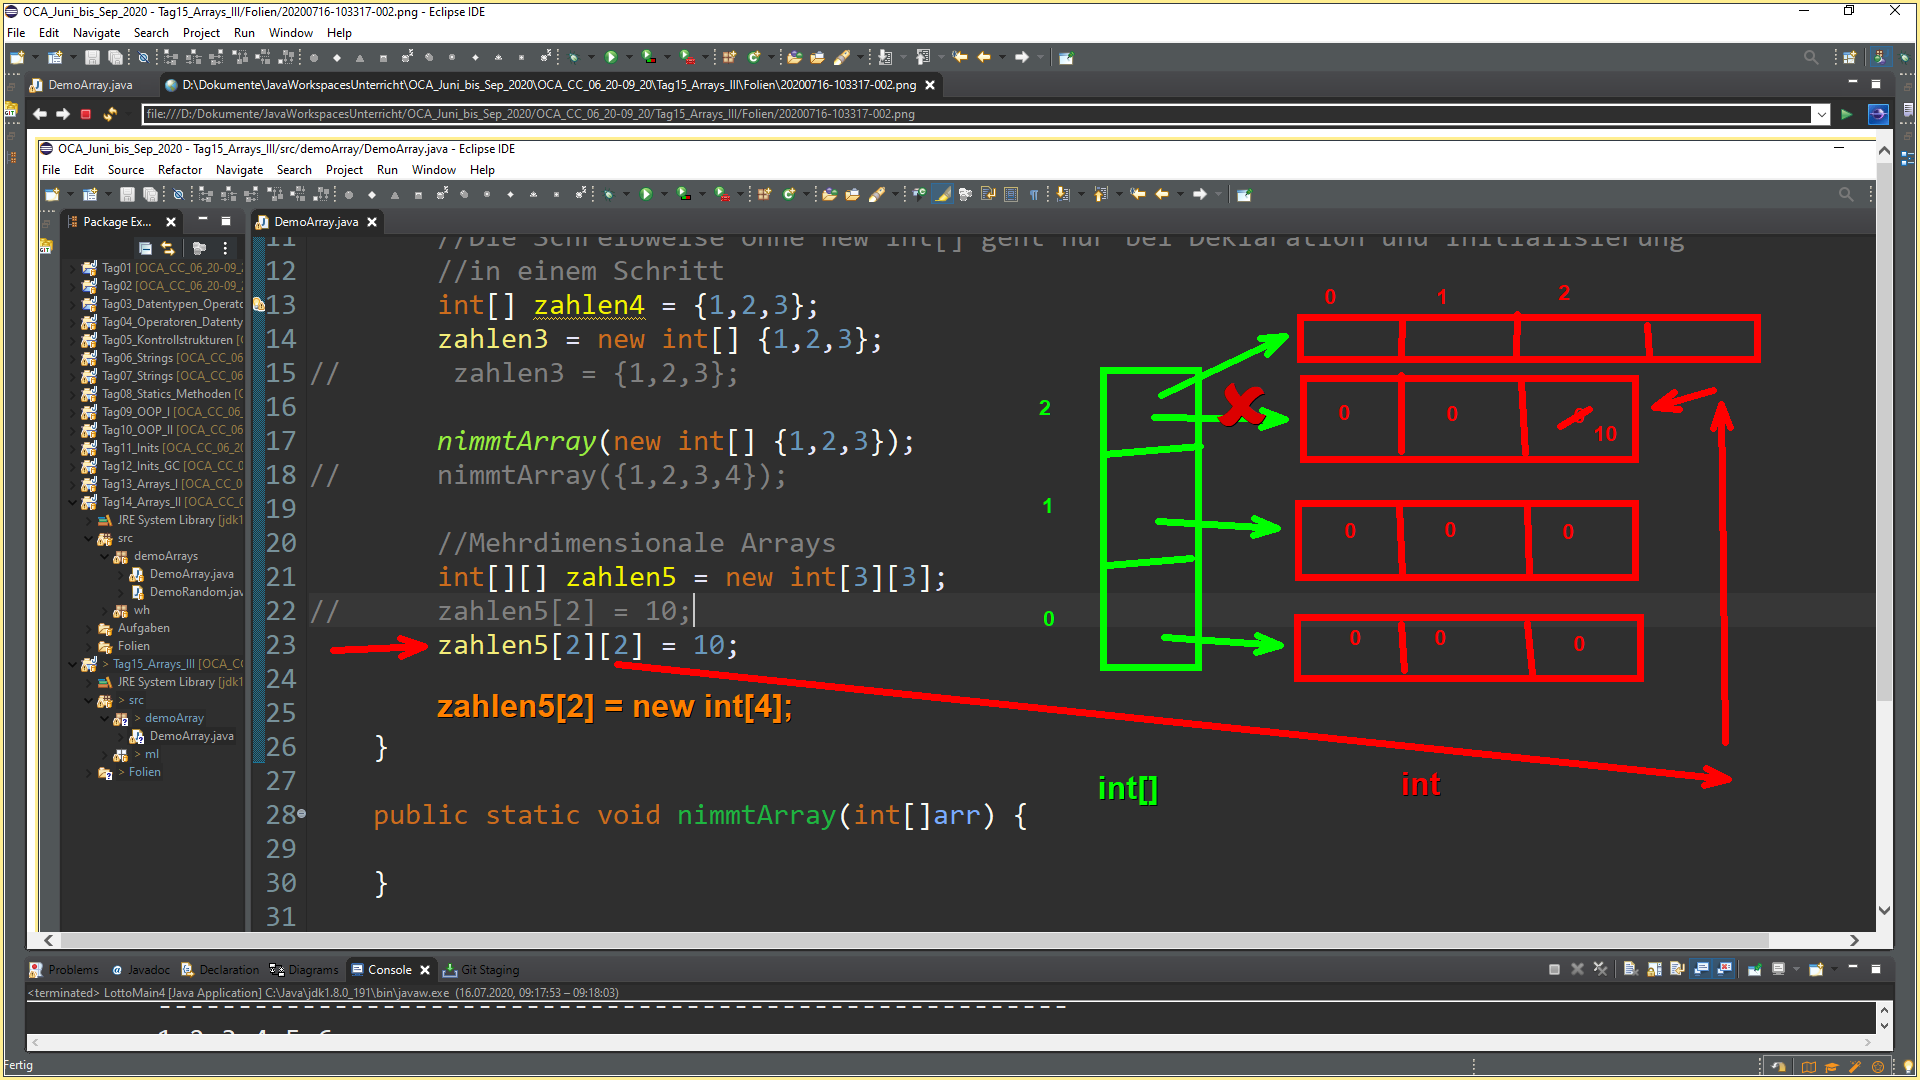 OCA_Juni_bis_Sep_2020 - Tag15_Arrays_III/Folien/20200716-103317-002.png - Eclipse IDE
File Edit Navigate Search Project Run Window Help
DemoArray.java
D:\Dokumente\JavaWorkspacesUnterricht\OCA_Juni_bis_Sep_2020\OCA_CC_06_20-09_20\Tag15_Arrays_III\Folien\20200716-103317-002.png
file:///D:/Dokumente/JavaWorkspacesUnterricht/OCA_Juni_bis_Sep_2020/OCA_CC_06_20-09_20/Tag15_Arrays_III/Folien/20200716-103317-002.png
OCA_Juni_bis_Sep_2020 - Tag15_Arrays_III/src/demoArray/DemoArray.java - Eclipse IDE
File Edit Source Refactor Navigate Search Project Run Window Help
Package Ex...
DemoArray.java
Tag01 [OCA_CC_06_20-09_
Tag02 [OCA_CC_06_20-09_
Tag03_Datentypen_Operato
Tag04_Operatoren_Datenty
Tag05_Kontrollstrukturen [
Tag06_Strings [OCA_CC_06
Tag07_Strings [OCA_CC_06
Tag08_Statics_Methoden [O
Tag09_OOP_I [OCA_CC_06_
Tag10_OOP_II [OCA_CC_06
Tag11_Inits [OCA_CC_06_20
Tag12_Inits_GC [OCA_CC_0
Tag13_Arrays_I [OCA_CC_0
Tag14_Arrays_II [OCA_CC_0
JRE System Library [jdk1
src
demoArrays
DemoArray.java
DemoRandom.jav
wh
Aufgaben
Folien
> Tag15_Arrays_III [OCA_CC
JRE System Library [jdk1
> src
> demoArray
DemoArray.java
> ml
> Folien
11 //Die Schreibweise ohne new int[] geht nur bei Deklaration und Initialisierung
12 //in einem Schritt
13 int[] zahlen4 = {1,2,3};
14 zahlen3 = new int[] {1,2,3};
15 // zahlen3 = {1,2,3};
16
17 nimmtArray(new int[] {1,2,3});
18 // nimmtArray({1,2,3,4});
19
20 //Mehrdimensionale Arrays
21 int[][] zahlen5 = new int[3][3];
22 // zahlen5[2] = 10;
23 zahlen5[2][2] = 10;
24
25 zahlen5[2] = new int[4];
26 }
27
28 public static void nimmtArray(int[]arr) {
29
30 }
31
0 1 2
2
0 0 10
1
0 0 0
0
0 0 0
int[] int
Problems Javadoc Declaration Diagrams Console Git Staging
<terminated> LottoMain4 [Java Application] C:\Java\jdk1.8.0_191\bin\javaw.exe (16.07.2020, 09:17:53 – 09:18:03)
1 2 3 4 5 6
Fertig